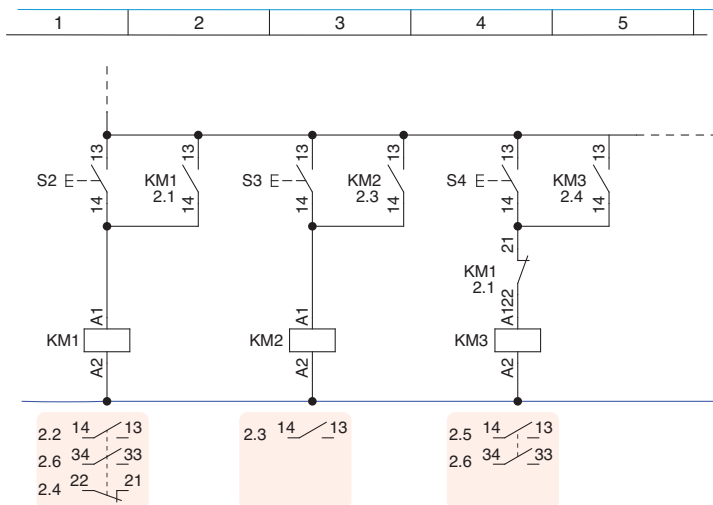 1 2 3 4 5
13 13 13 13 13 13
S2 KM1 S3 KM2 S4 KM3
2.1 2.3 2.4
14 14 14 14 14 14
21
KM1
2.1
A1 A1 A122
KM1 KM2 KM3
A2 A2 A2
2.2 14 13 2.3 14 13 2.5 14 13
2.6 34 33 2.6 34 33
2.4 22 21